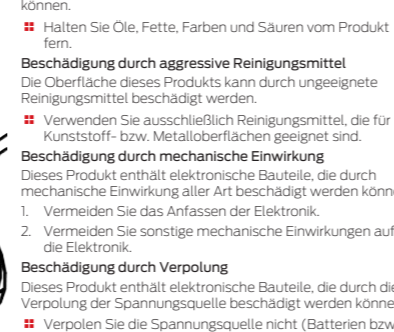 können.
Halten Sie Öle, Fette, Farben und Säuren vom Produkt
fern.
Beschädigung durch aggressive Reinigungsmittel
Die Oberfläche dieses Produkts kann durch ungeeignete
Reinigungsmittel beschädigt werden.
Verwenden Sie ausschließlich Reinigungsmittel, die für
Kunststoff- bzw. Metalloberflächen geeignet sind.
Beschädigung durch mechanische Einwirkung
Dieses Produkt enthält elektronische Bauteile, die durch
mechanische Einwirkung aller Art beschädigt werden könne
1. Vermeiden Sie das Anfassen der Elektronik.
2. Vermeiden Sie sonstige mechanische Einwirkungen auf
die Elektronik.
Beschädigung durch Verpolung
Dieses Produkt enthält elektronische Bauteile, die durch die
Verpolung der Spannungsquelle beschädigt werden könne
Verpolen Sie die Spannungsquelle nicht (Batterien bzw